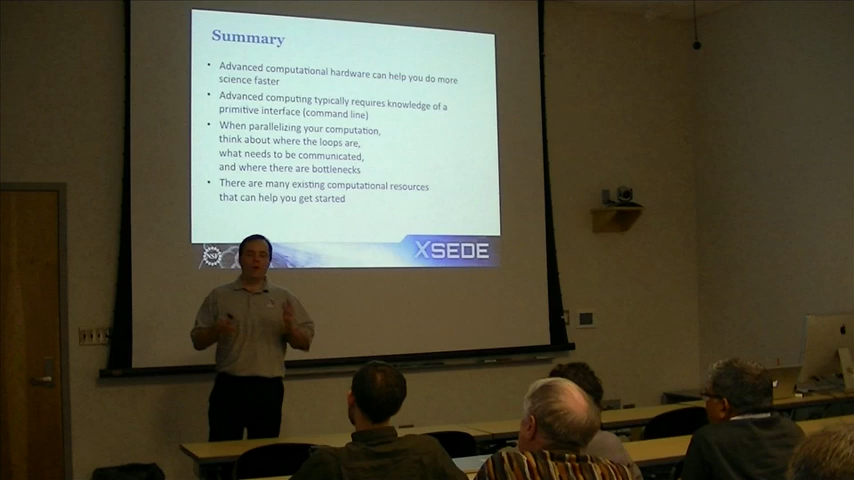 Summary
• Advanced computational hardware can help you do more
science faster
• Advanced computing typically requires knowledge of a
primitive interface (command line)
• When parallelizing your computation,
think about where the loops are,
what needs to be communicated,
and where there are bottlenecks
• There are many existing computational resources
that can help you get started
NSF
XSEDE